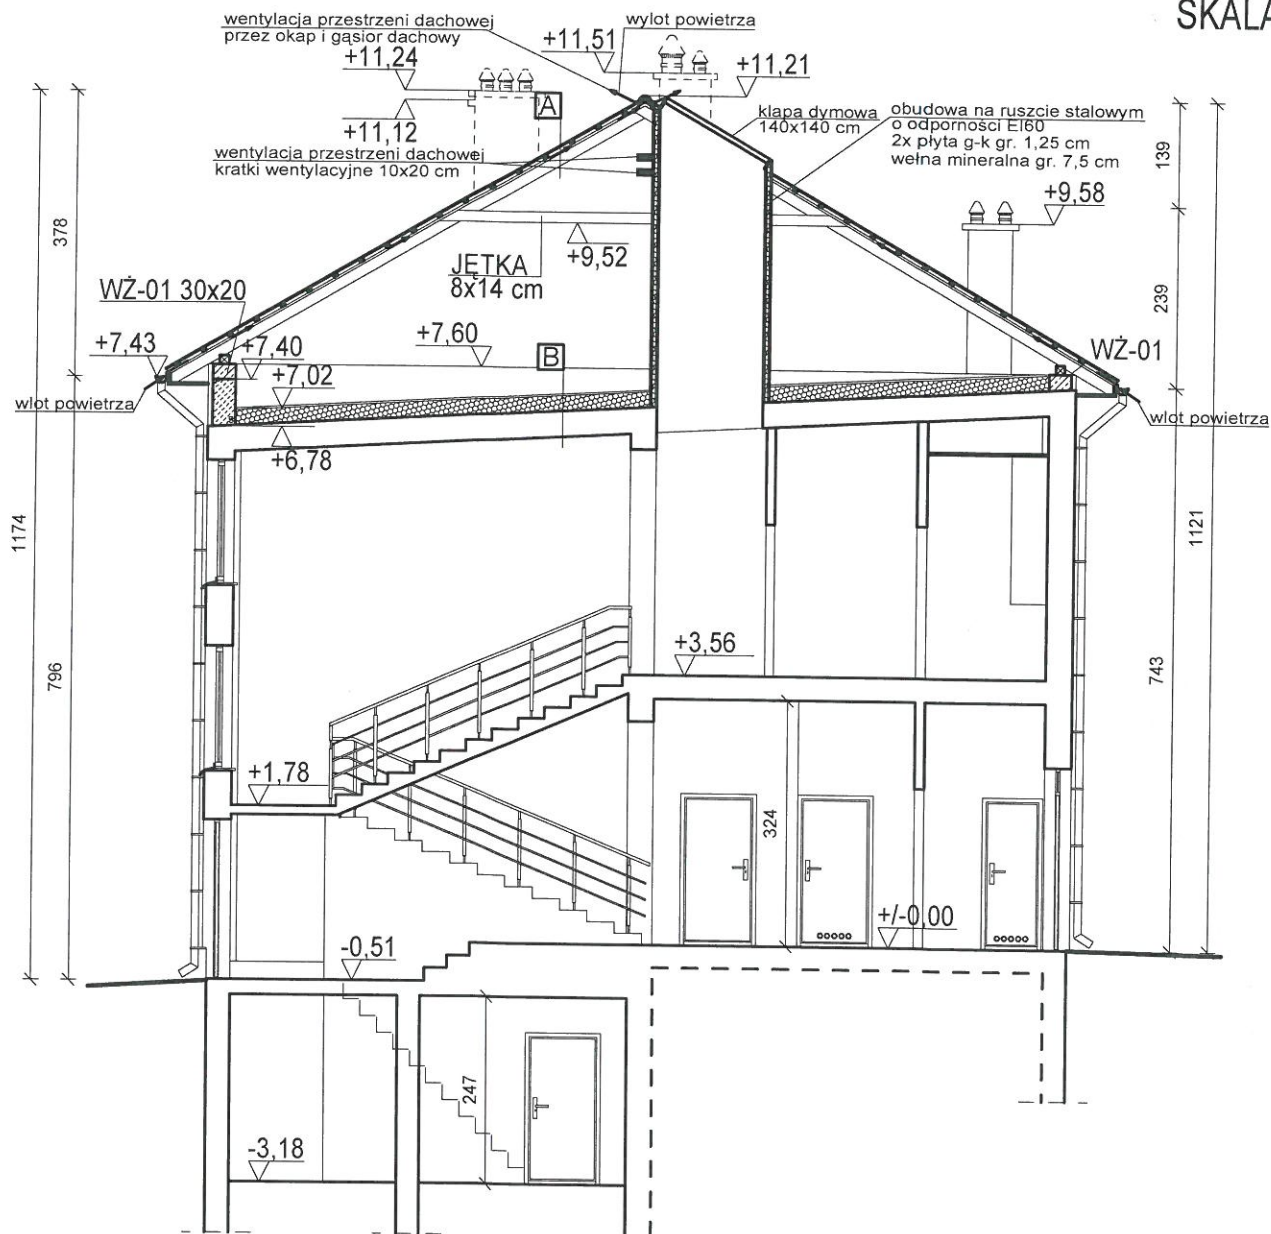 SKALA
wentylacja przestrzeni dachowej
przez okap i gąsior dachowy
wylot powietrza
+11,51
+11,24
+11,21
+11,12
A
klapa dymowa
140x140 cm
obudowa na ruszcie stalowym
o odporności EI60
2x płyta g-k gr. 1,25 cm
wełna mineralna gr. 7,5 cm
wentylacja przestrzeni dachowej
kratki wentylacyjne 10x20 cm
139
+9,58
378
+9,52
JĘTKA
8x14 cm
WŻ-01 30x20
239
+7,43
+7,40
+7,60
B
WŻ-01
+7,02
wlot powietrza
wlot powietrza
+6,78
1174
1121
796
743
+3,56
+1,78
324
+/-0,00
-0,51
247
-3,18